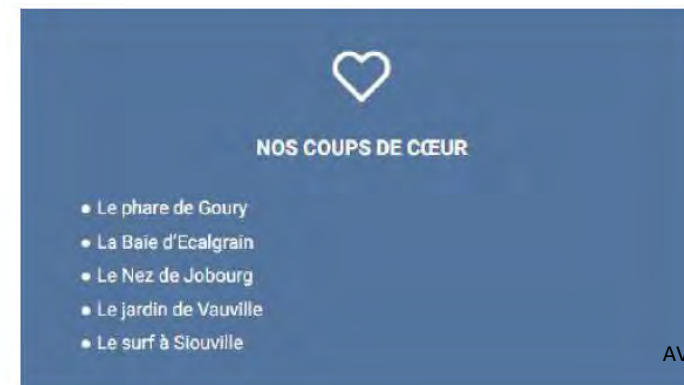 NOS COUPS DE CŒUR
• Le phare de Goury
• La Baie d'Ecalgrain
• Le Nez de Jobourg
• Le jardin de Vauville
• Le surf à Siouville